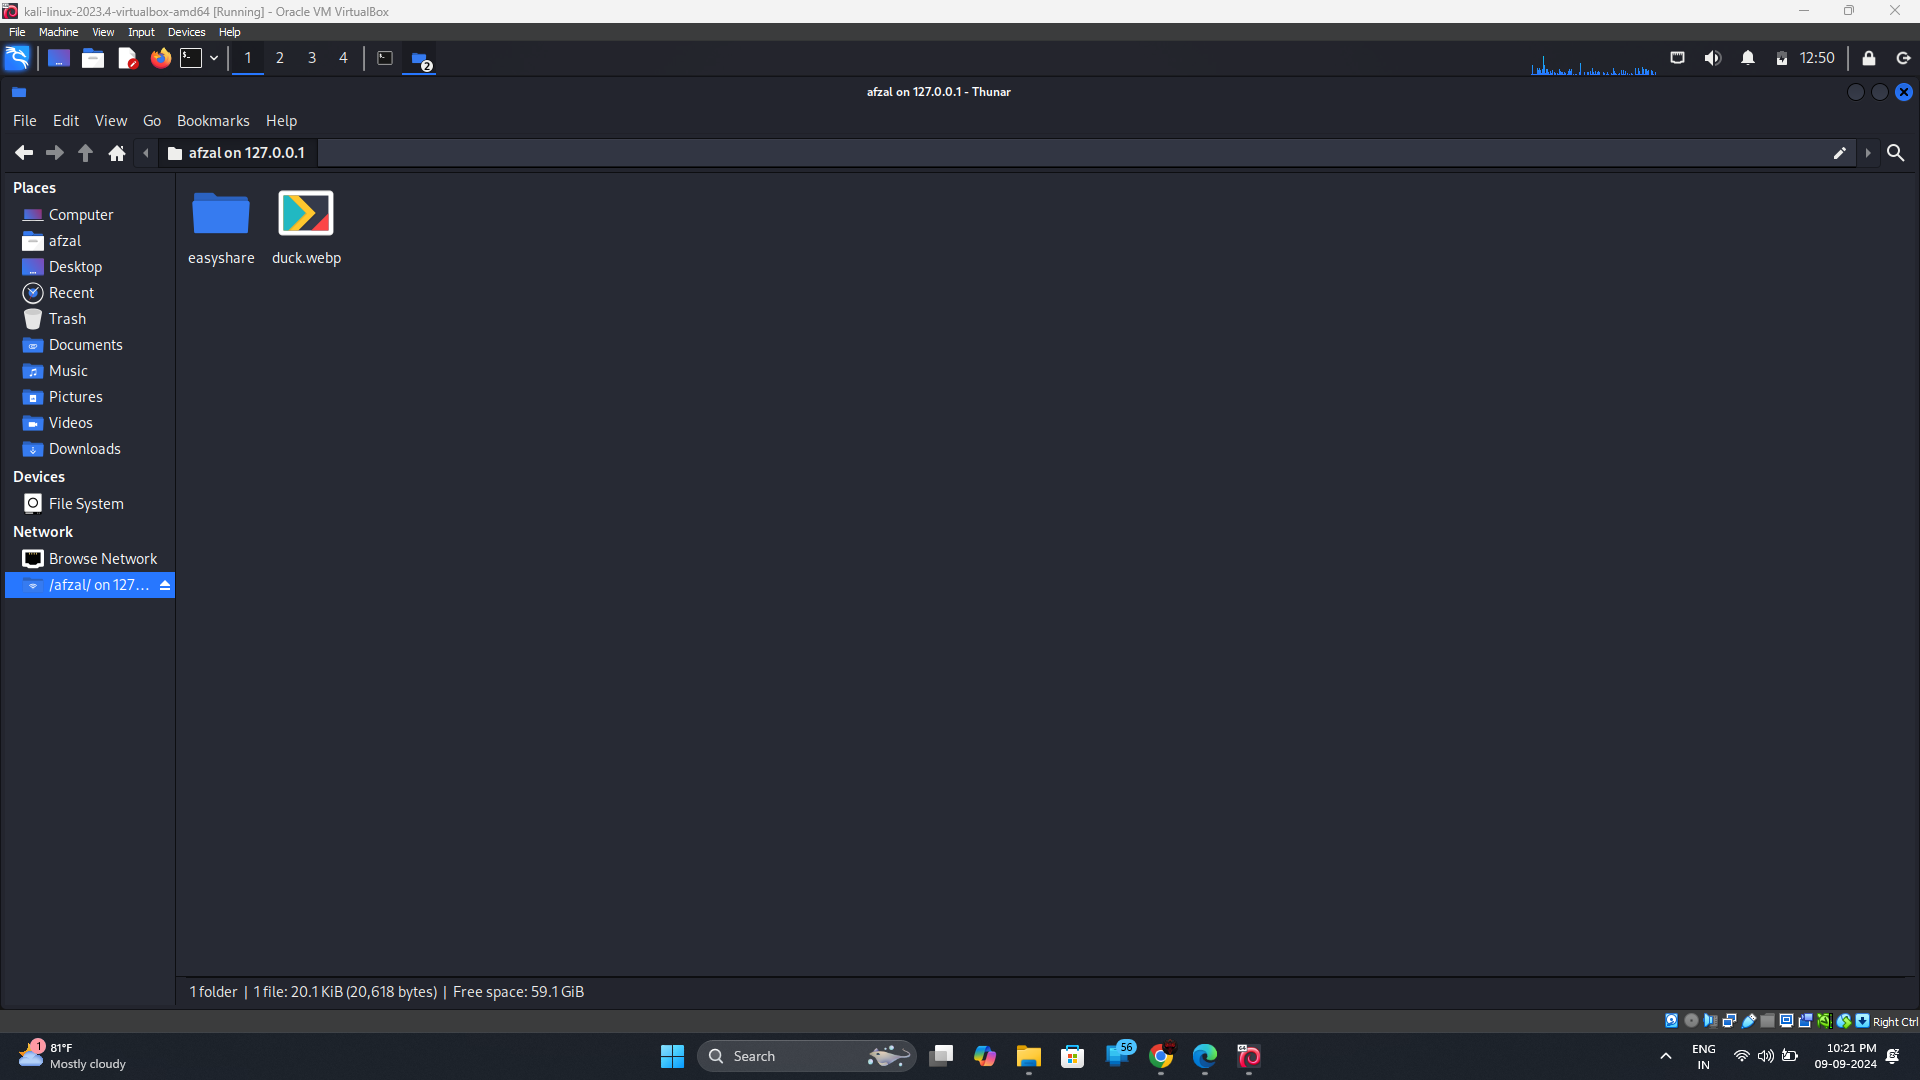 kali-linux-2023.4-virtualbox-amd64 [Running] - Oracle VM VirtualBox
File Machine View Input Devices Help
1 2 3 4 2 12:50
afzal on 127.0.0.1 - Thunar
File Edit View Go Bookmarks Help
afzal on 127.0.0.1
Places
Computer
afzal
Desktop
Recent
Trash
Documents
Music
Pictures
Videos
Downloads
Devices
File System
Network
Browse Network
/afzal/ on 127...
easyshare duck.webp
1 folder | 1 file: 20.1 KiB (20,618 bytes) | Free space: 59.1 GiB
Right Ctrl
1
81°F
Mostly cloudy
Search
56
64
ENG
IN
10:21 PM
09-09-2024